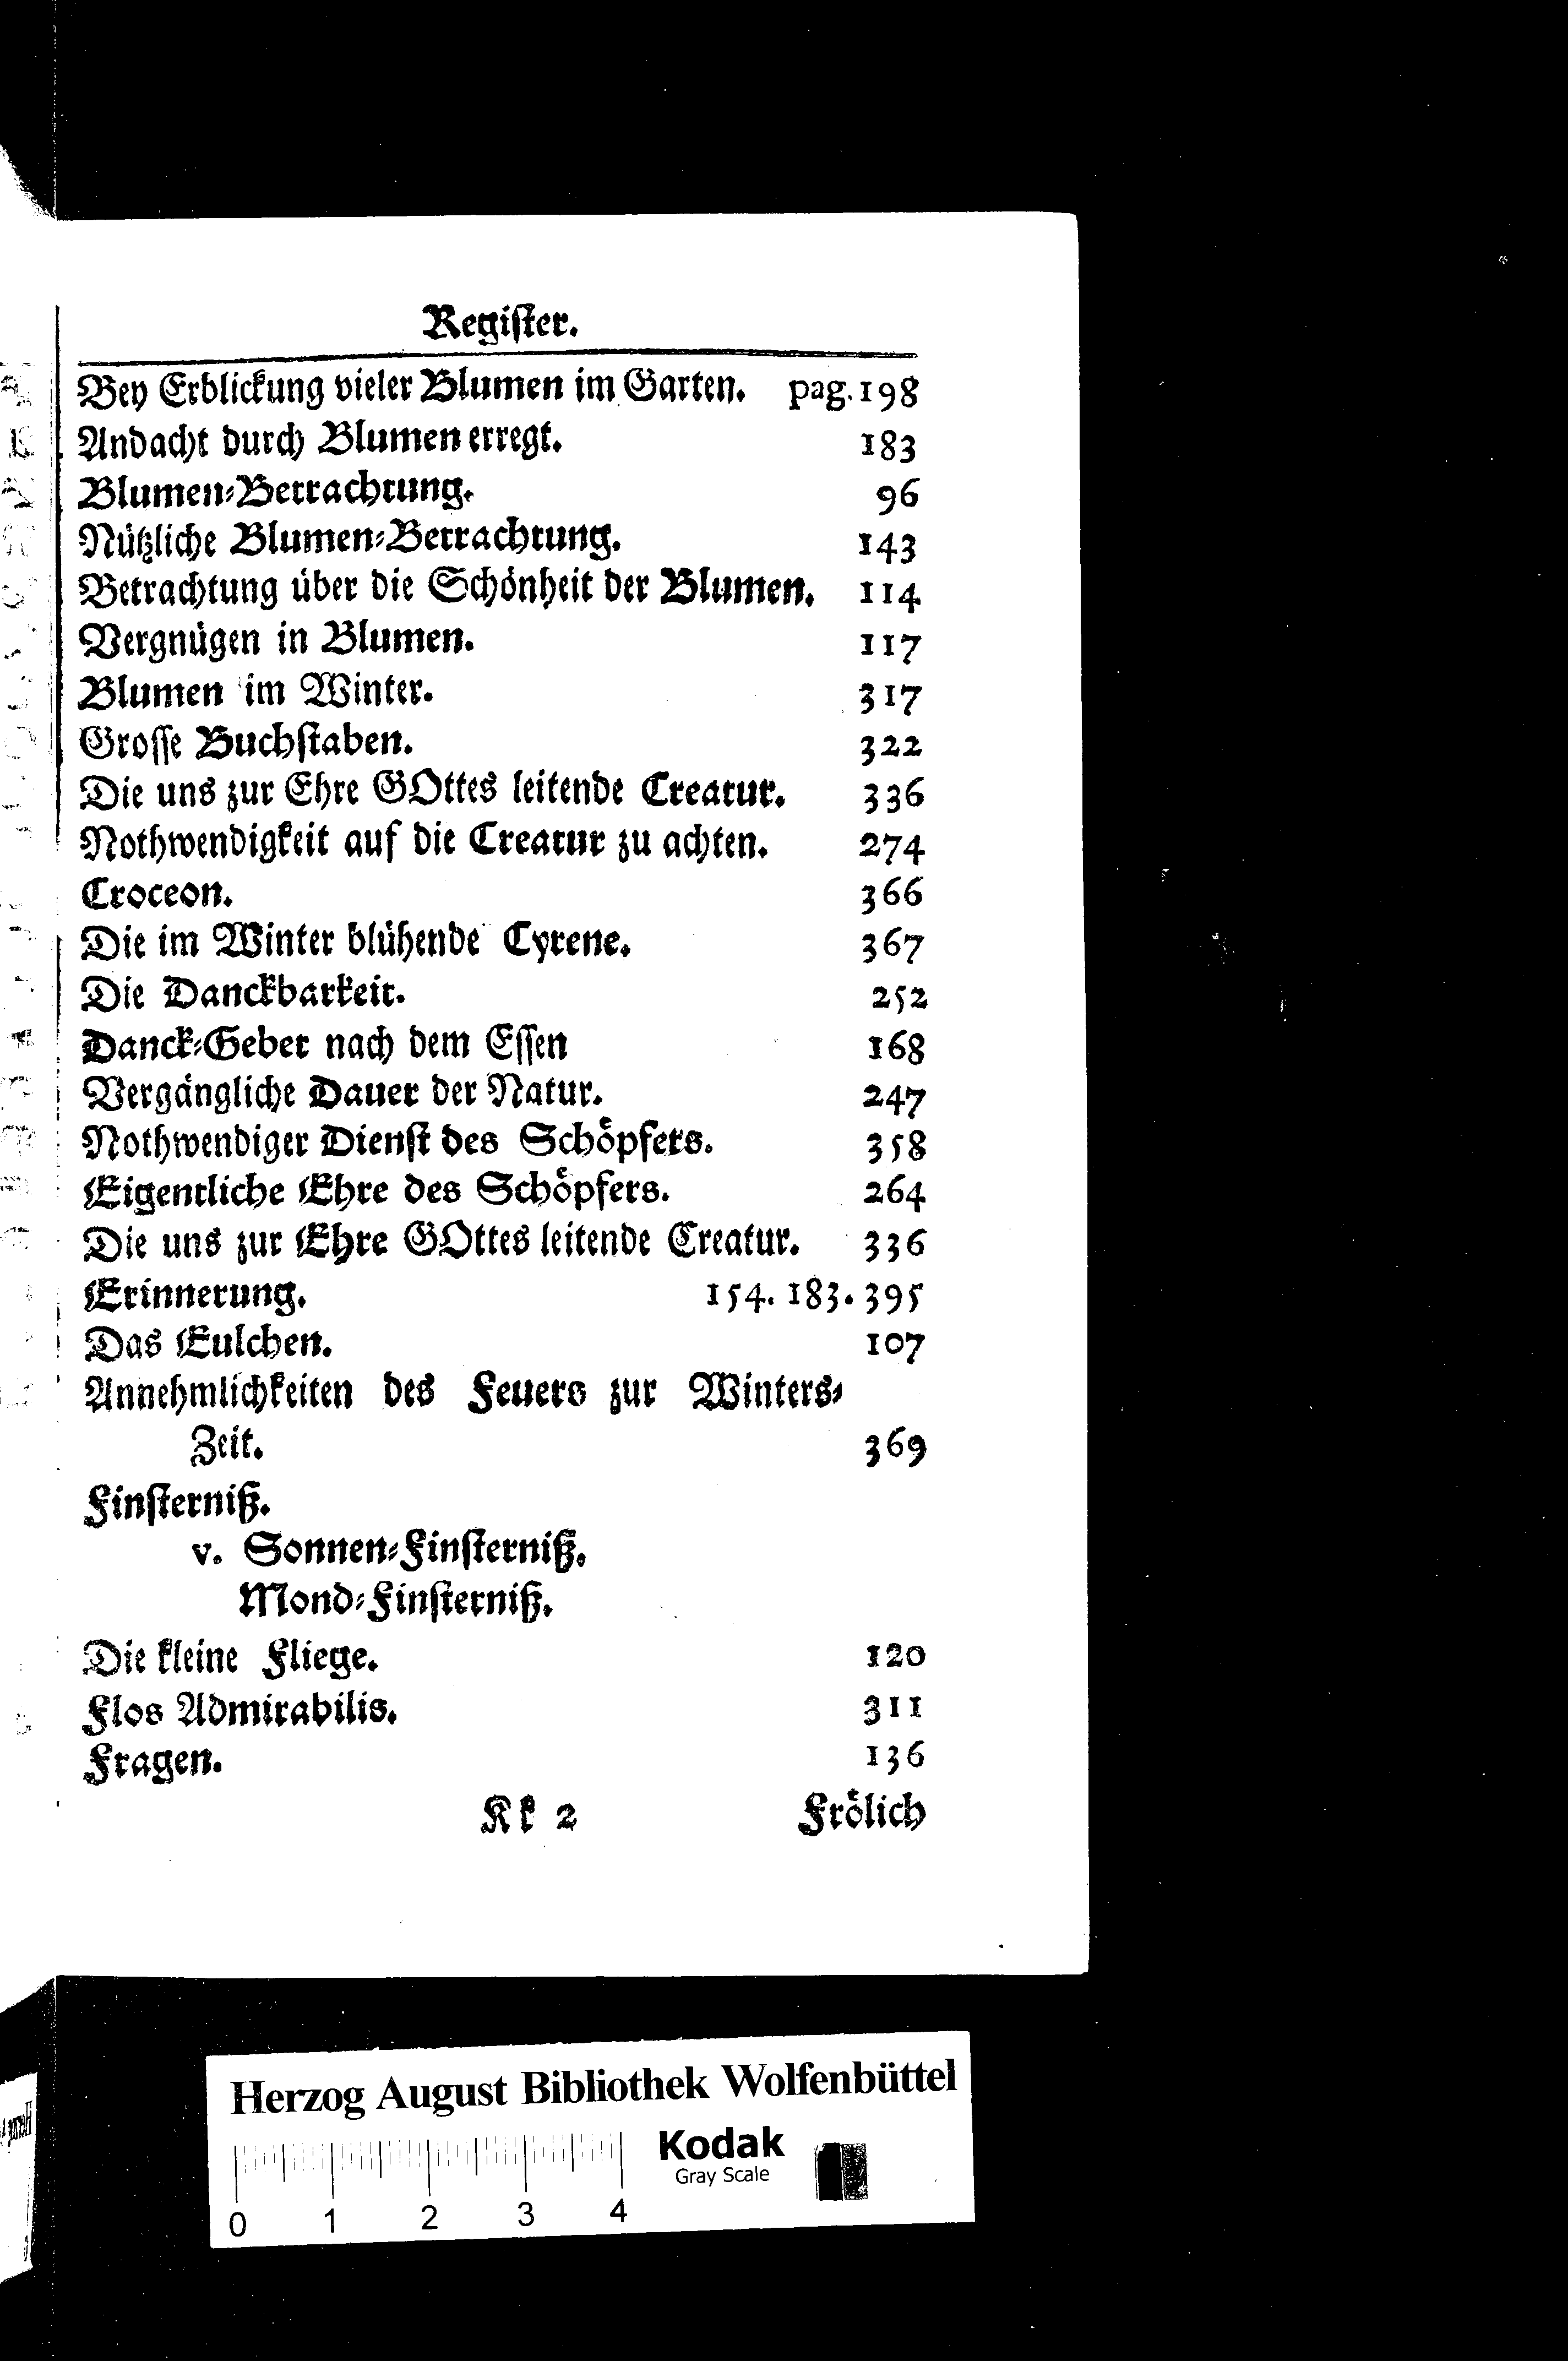 Register.
Bey Erblickung vieler Blumen im Garten. pag. 198
Andacht durch Blumen erregt. 183
Blumen-Betrachtung. 96
Nützliche Blumen-Betrachtung. 143
Betrachtung über die Schönheit der Blumen. 114
Vergnügen in Blumen. 117
Blumen im Winter. 317
Grosse Buchstaben. 322
Die uns zur Ehre GOttes leitende Creatur. 336
Nothwendigkeit auf die Creatur zu achten. 274
Croceon. 366
Die im Winter blühende Cyrene. 367
Die Danckbarkeit. 252
Danck-Gebet nach dem Essen 168
Vergängliche Dauer der Natur. 247
Nothwendiger Dienst des Schöpfers. 358
Eigentliche Ehre des Schöpfers. 264
Die uns zur Ehre GOttes leitende Creatur. 336
Erinnerung. 154. 183. 395
Das Eulchen. 107
Annehmlichkeiten des Feuers zur Winters-
Zeit. 369
Finsterniß.
v. Sonnen-Finsterniß.
Mond-Finsterniß.
Die kleine Fliege. 120
Flos Admirabilis. 311
Fragen. 136
Kk 2 Frölich
Herzog August Bibliothek Wolfenbüttel
Kodak
Gray Scale
0 1 2 3 4